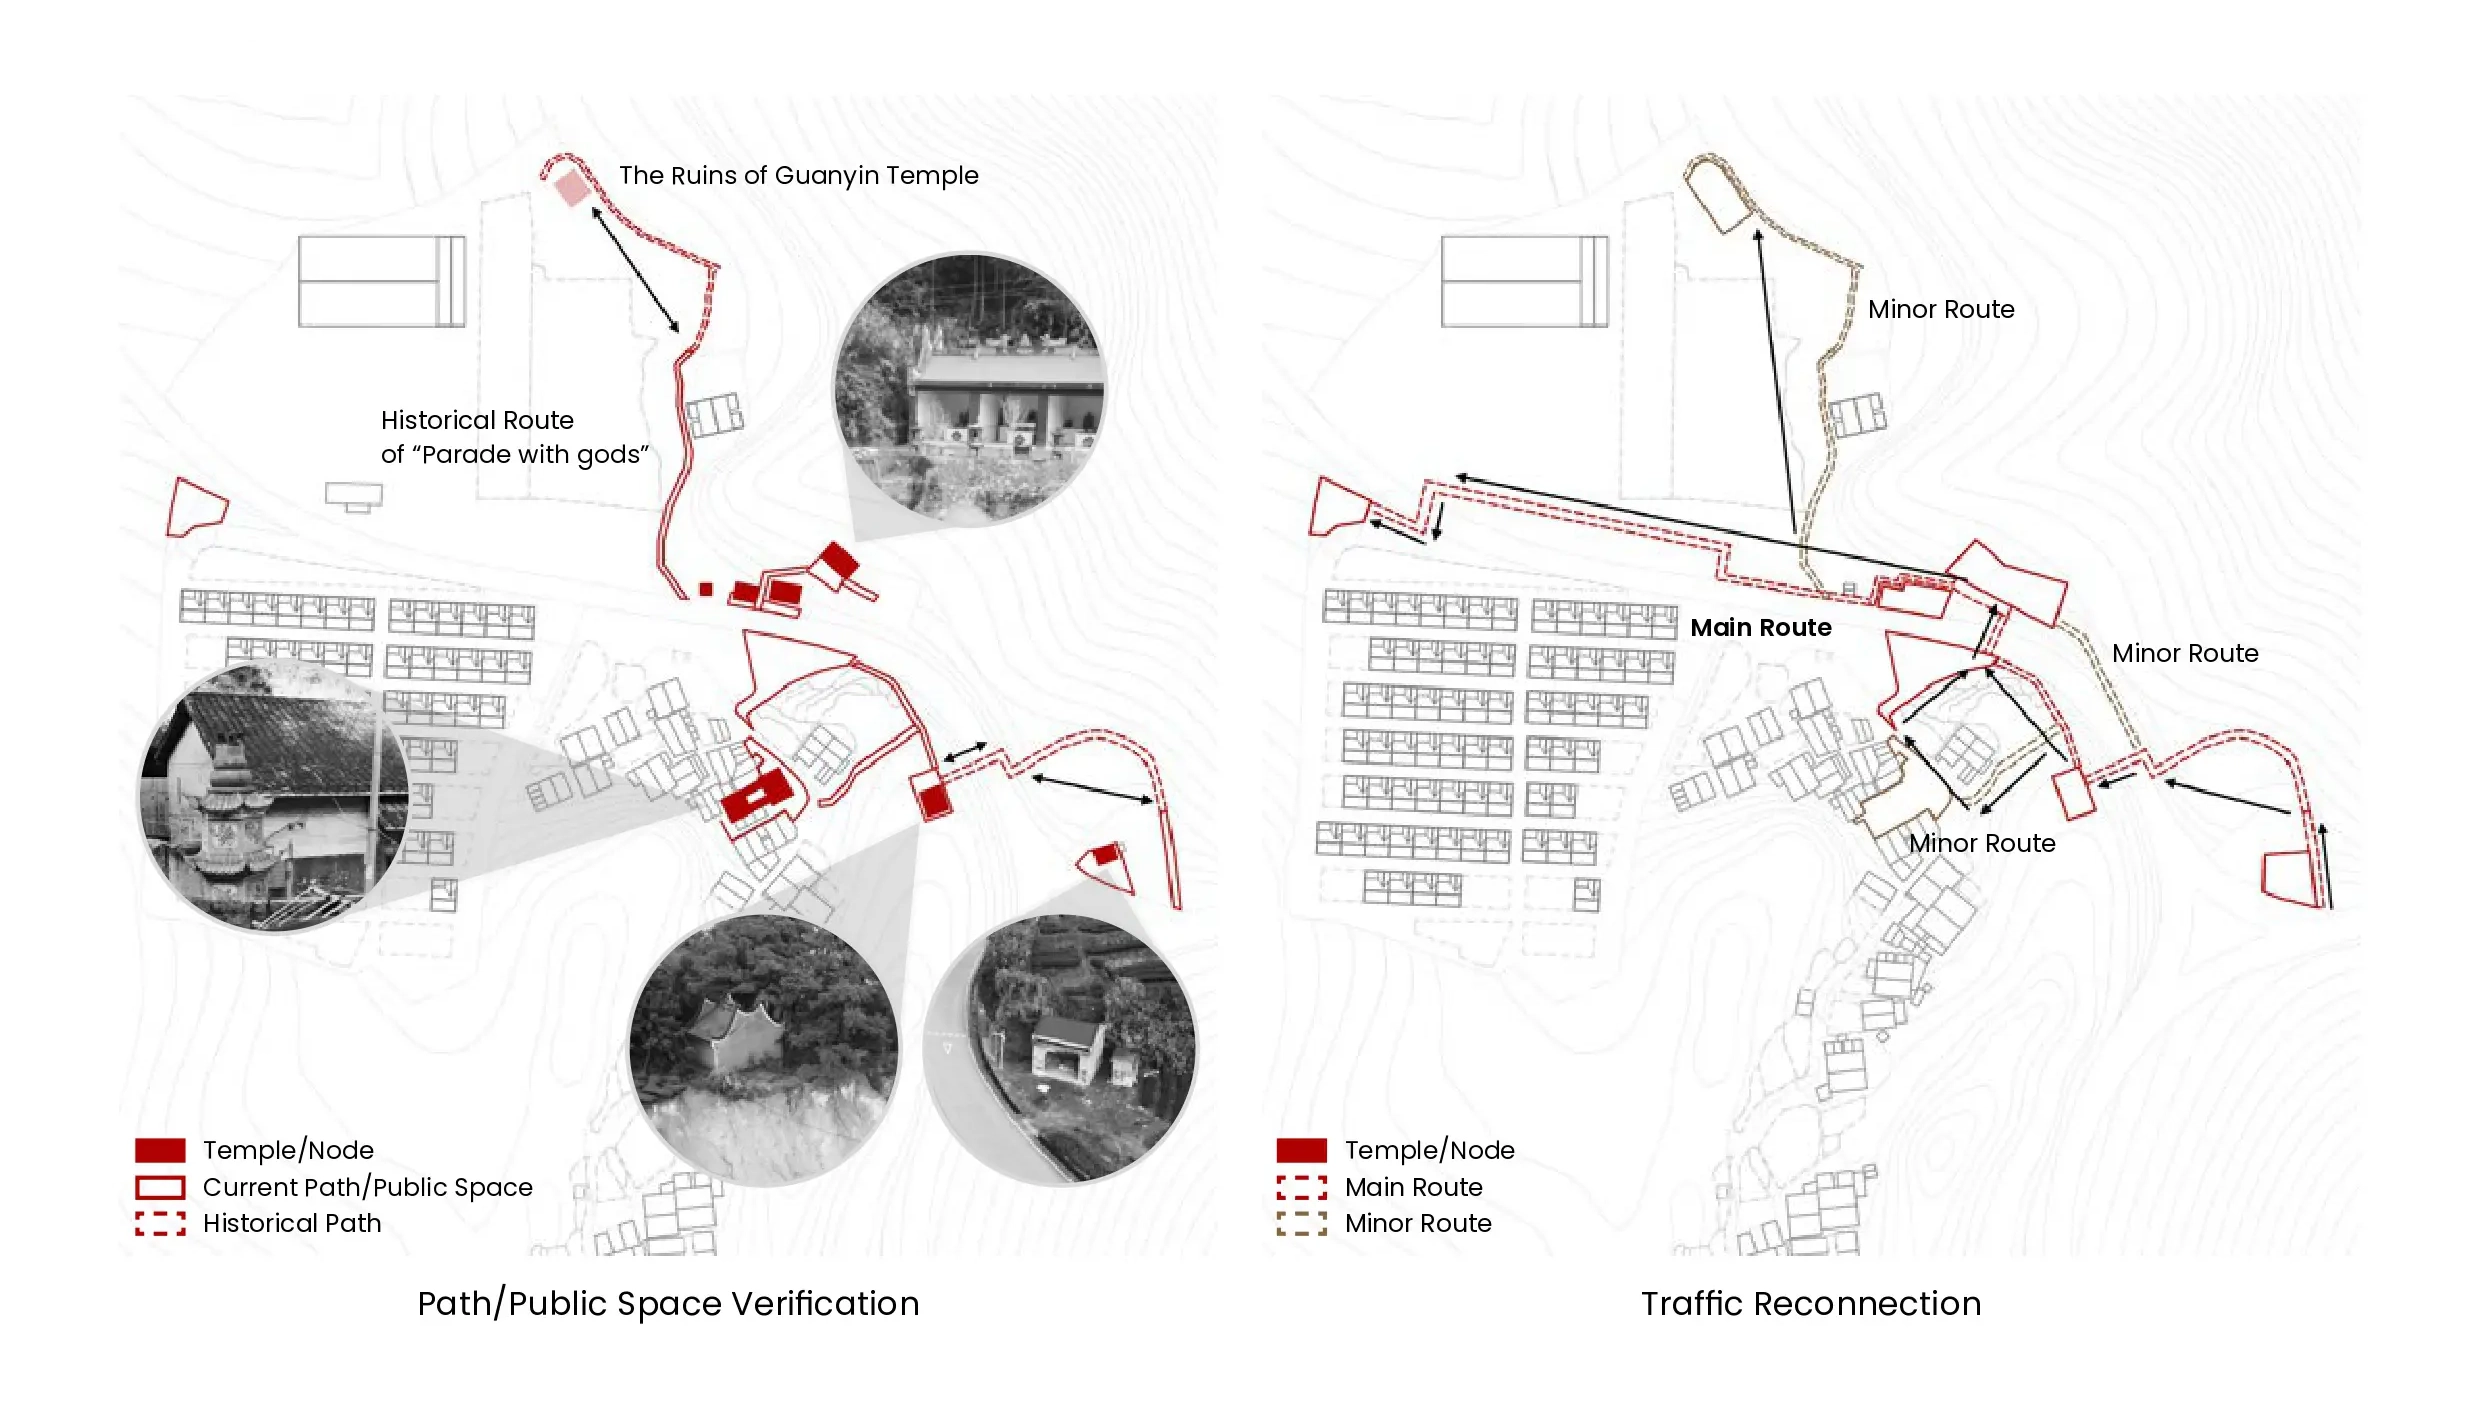 The Ruins of Guanyin Temple
Historical Route
of “Parade with gods”
Temple/Node
Current Path/Public Space
Historical Path
Path/Public Space Verification
Minor Route
Main Route
Minor Route
Minor Route
Temple/Node
Main Route
Minor Route
Traffic Reconnection